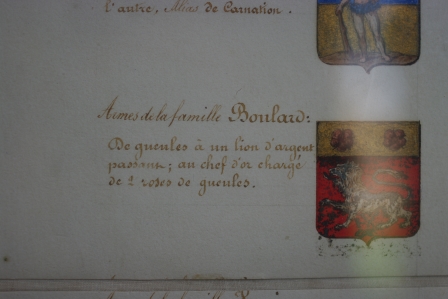 l'autre, Alias de Carnation.
Armes de la famille Boulard:
De gueules à un lion d'argent
passant; au chef d'or chargé
de 2 roses de gueules.